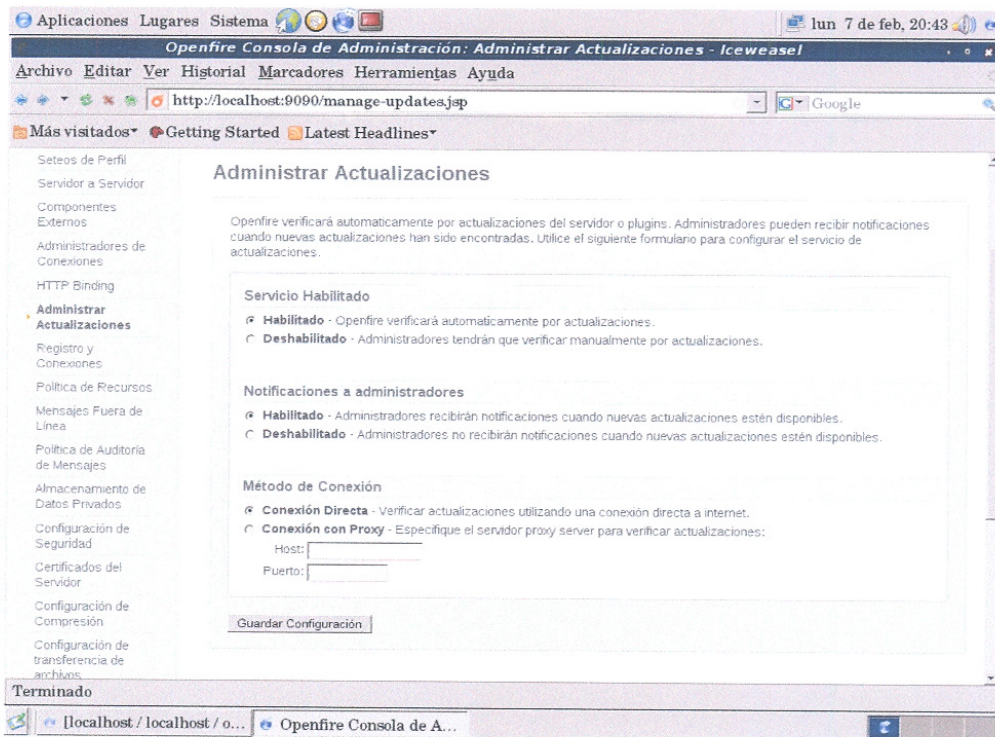 Aplicaciones Lugares Sistema
lun 7 de feb, 20:43
Openfire Consola de Administración: Administrar Actualizaciones - Iceweasel
Archivo Editar Ver Historial Marcadores Herramientas Ayuda
http://localhost:9090/manage-updates.jsp
Google
Más visitados
Getting Started
Latest Headlines
Seteos de Perfil
Servidor a Servidor
Componentes
Externos
Administradores de
Conexiones
HTTP Binding
Administrar
Actualizaciones
Registro y
Conexiones
Política de Recursos
Mensajes Fuera de
Línea
Política de Auditoría
de Mensajes
Almacenamiento de
Datos Privados
Configuración de
Seguridad
Certificados del
Servidor
Configuración de
Compresión
Configuración de
transferencia de
archivos
Administrar Actualizaciones
Openfire verificará automaticamente por actualizaciones del servidor o plugins. Administradores pueden recibir notificaciones
cuando nuevas actualizaciones han sido encontradas. Utilice el siguiente formulario para configurar el servicio de
actualizaciones.
Servicio Habilitado
Habilitado - Openfire verificará automaticamente por actualizaciones.
Deshabilitado - Administradores tendrán que verificar manualmente por actualizaciones.
Notificaciones a administradores
Habilitado - Administradores recibirán notificaciones cuando nuevas actualizaciones estén disponibles.
Deshabilitado - Administradores no recibirán notificaciones cuando nuevas actualizaciones estén disponibles.
Método de Conexión
Conexión Directa - Verificar actualizaciones utilizando una conexión directa a internet.
Conexión con Proxy - Especifique el servidor proxy server para verificar actualizaciones:
Host:
Puerto:
Guardar Configuración
Terminado
[localhost / localhost / o...
Openfire Consola de A...